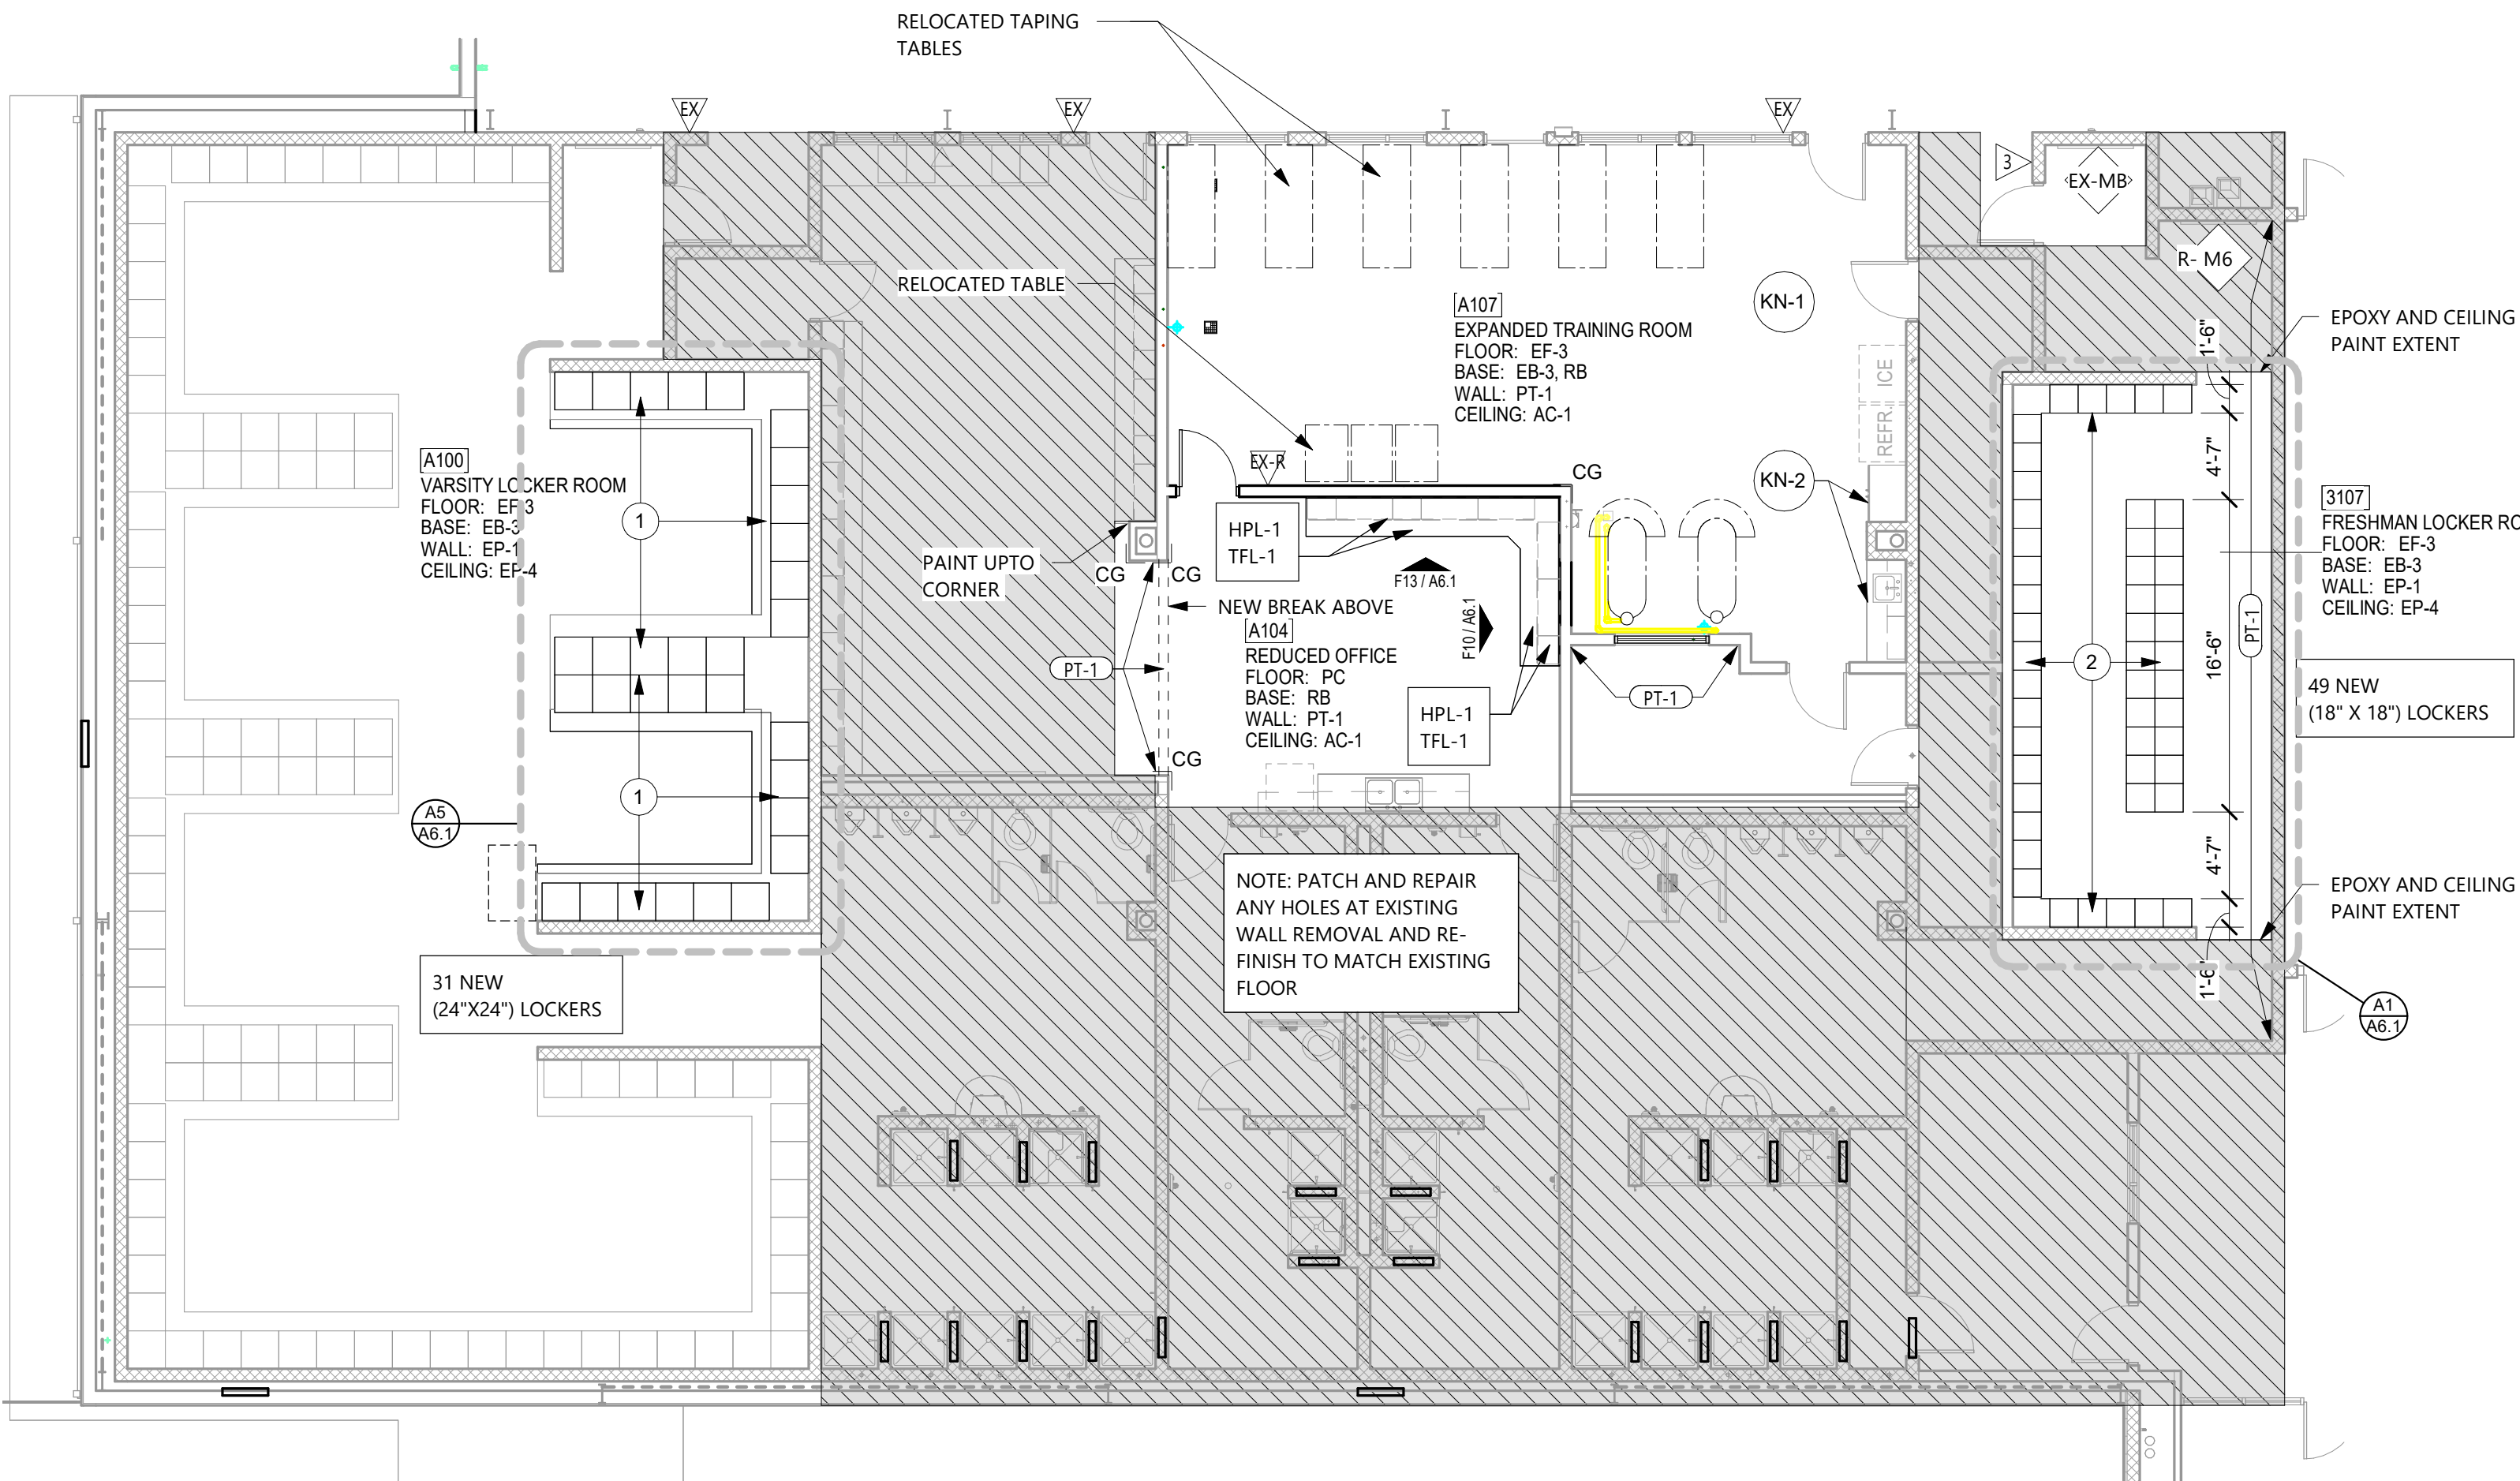 RELOCATED TAPING
TABLES
EX
EX
EX
3
EX-MB
R- M6
RELOCATED TABLE
A107
EXPANDED TRAINING ROOM
FLOOR: EF-3
BASE: EB-3, RB
WALL: PT-1
CEILING: AC-1
KN-1
ICE
REFR.
KN-2
1'-6"
EPOXY AND CEILING
PAINT EXTENT
A100
VARSITY LOCKER ROOM
FLOOR: EF-3
BASE: EB-3
WALL: EP-1
CEILING: EP-4
1
EX-R
CG
HPL-1
TFL-1
F13 / A6.1
F10 / A6.1
PAINT UPTO
CORNER
CG
CG
NEW BREAK ABOVE
A104
REDUCED OFFICE
FLOOR: PC
BASE: RB
WALL: PT-1
CEILING: AC-1
PT-1
CG
HPL-1
TFL-1
PT-1
4'-7"
3107
FRESHMAN LOCKER RO
FLOOR: EF-3
BASE: EB-3
WALL: EP-1
CEILING: EP-4
PT-1
2
16'-6"
49 NEW
(18" X 18") LOCKERS
1
A5
A6.1
4'-7"
EPOXY AND CEILING
PAINT EXTENT
NOTE: PATCH AND REPAIR
ANY HOLES AT EXISTING
WALL REMOVAL AND RE-
FINISH TO MATCH EXISTING
FLOOR
31 NEW
(24"X24") LOCKERS
1'-6"
A1
A6.1